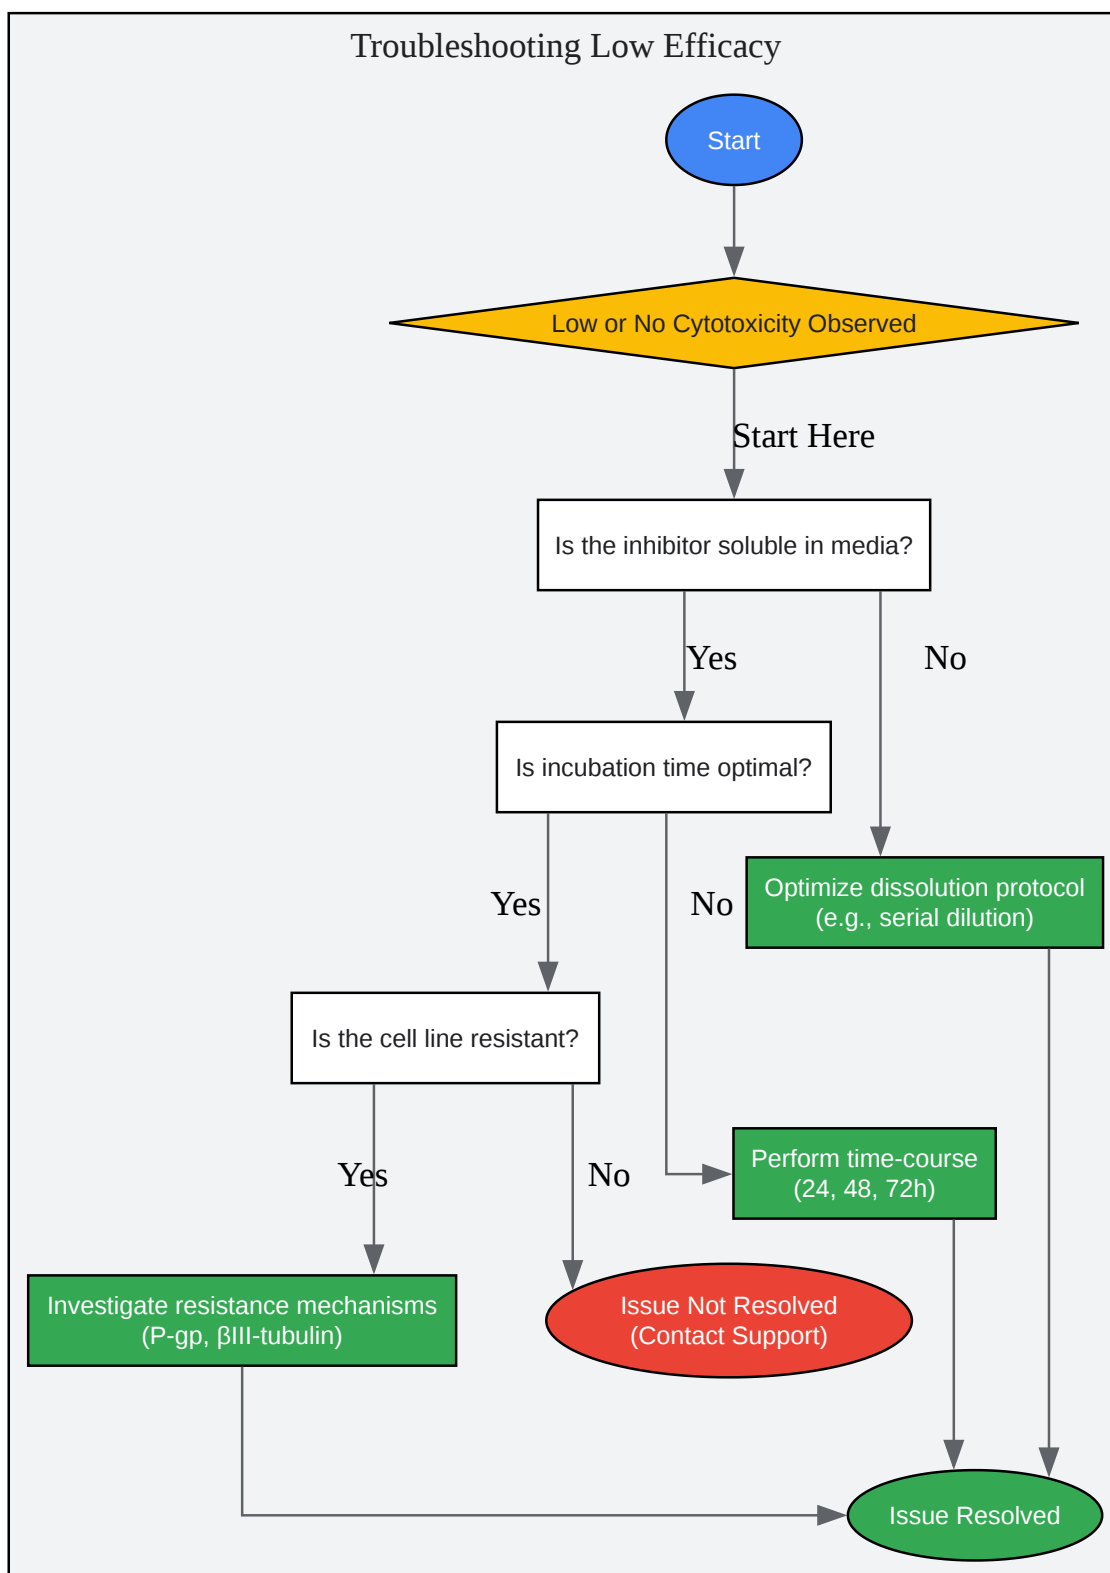 Troubleshooting Low Efficacy
Start
Low or No Cytotoxicity Observed
Start Here
Is the inhibitor soluble in media?
Yes
No
Is incubation time optimal?
Optimize dissolution protocol
(e.g., serial dilution)
Yes
No
Is the cell line resistant?
Perform time-course
(24, 48, 72h)
Yes
No
Investigate resistance mechanisms
(P-gp, βIII-tubulin)
Issue Not Resolved
(Contact Support)
Issue Resolved